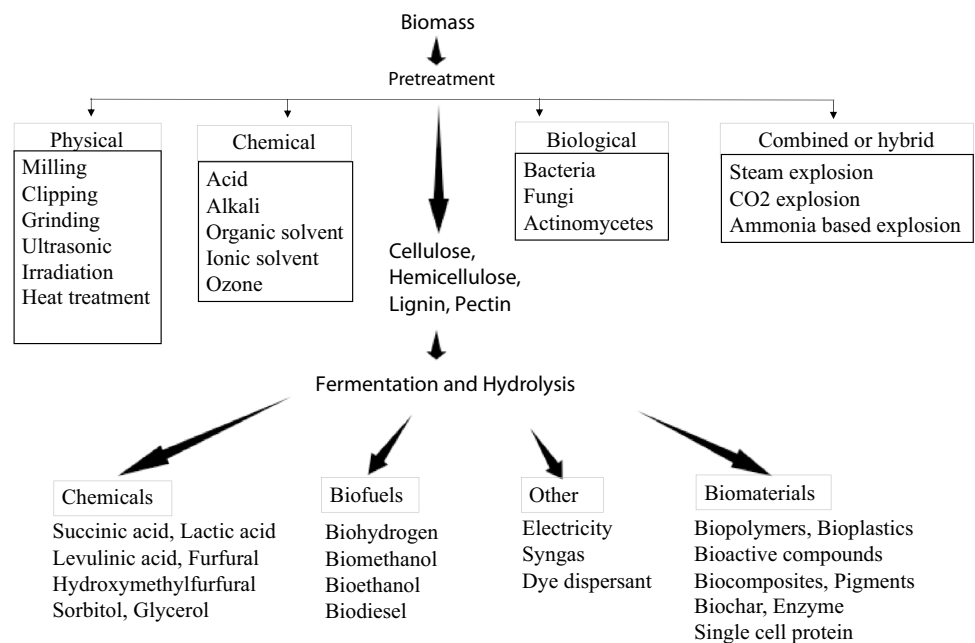 Biomass
Pretreatment
Physical
Milling
Clipping
Grinding
Ultrasonic
Irradiation
Heat treatment
Chemical
Acid
Alkali
Organic solvent
Ionic solvent
Ozone
Biological
Bacteria
Fungi
Actinomycetes
Combined or hybrid
Steam explosion
CO2 explosion
Ammonia based explosion
Cellulose,
Hemicellulose,
Lignin, Pectin
Fermentation and Hydrolysis
Chemicals
Succinic acid, Lactic acid
Levulinic acid, Furfural
Hydroxymethylfurfural
Sorbitol, Glycerol
Biofuels
Biohydrogen
Biomethanol
Bioethanol
Biodiesel
Other
Electricity
Syngas
Dye dispersant
Biomaterials
Biopolymers, Bioplastics
Bioactive compounds
Biocomposites, Pigments
Biochar, Enzyme
Single cell protein